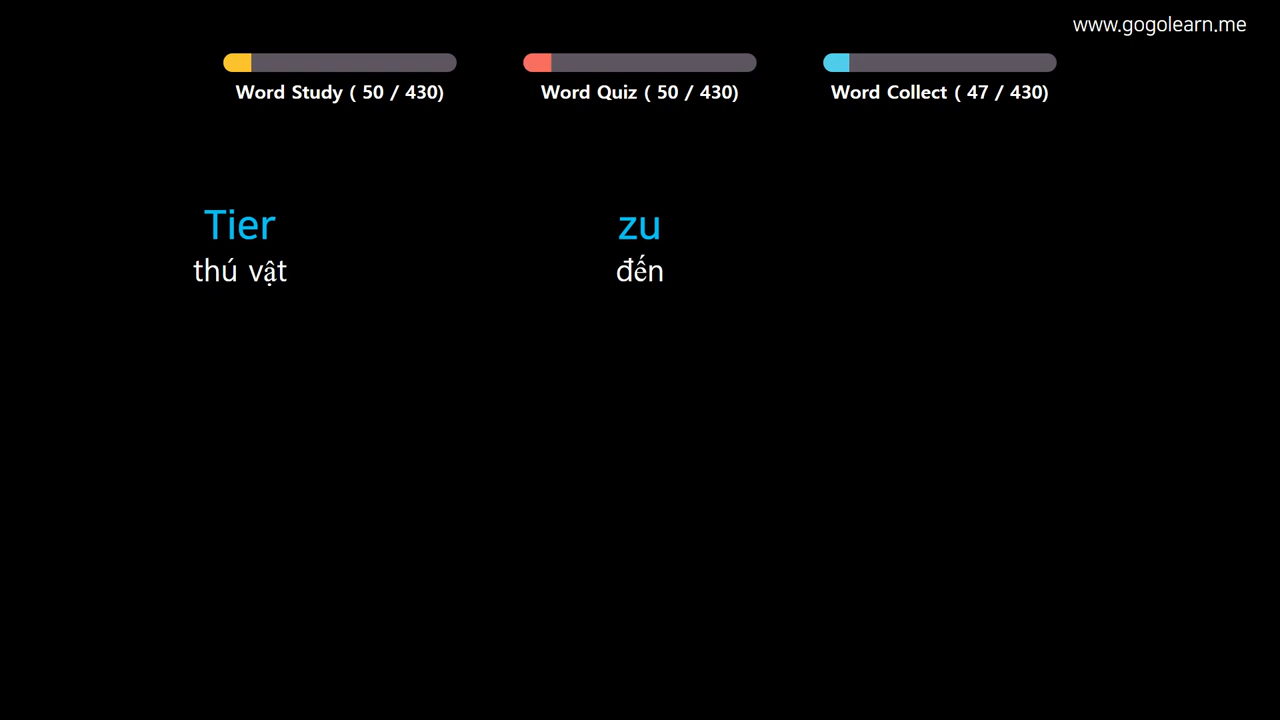 www.gogolearn.me
Word Study ( 50 / 430)
Word Quiz ( 50 / 430)
Word Collect ( 47 / 430)
Tier
thú vật
zu
đến